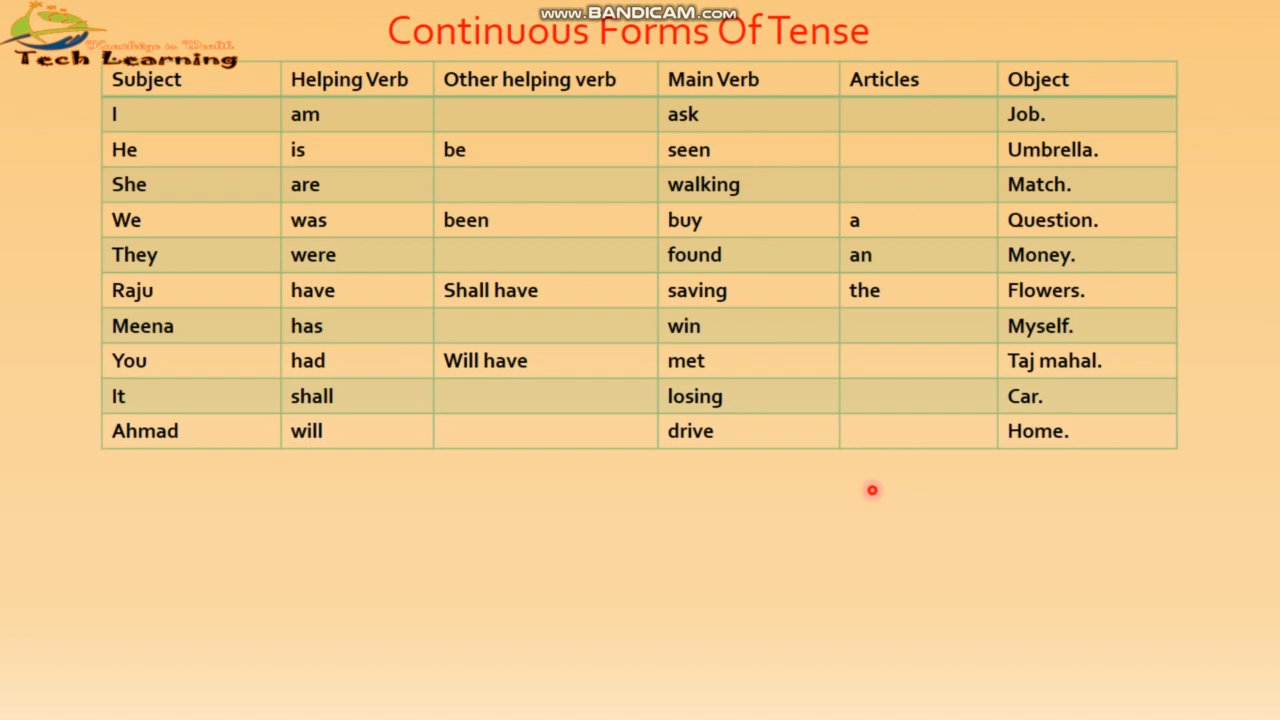 www.BANDICAM.com
Continuous Forms Of Tense
Knowledge is Wealth
Tech Learning
Subject Helping Verb Other helping verb Main Verb Articles Object
I am ask Job.
He is be seen Umbrella.
She are walking Match.
We was been buy a Question.
They were found an Money.
Raju have Shall have saving the Flowers.
Meena has win Myself.
You had Will have met Taj mahal.
It shall losing Car.
Ahmad will drive Home.